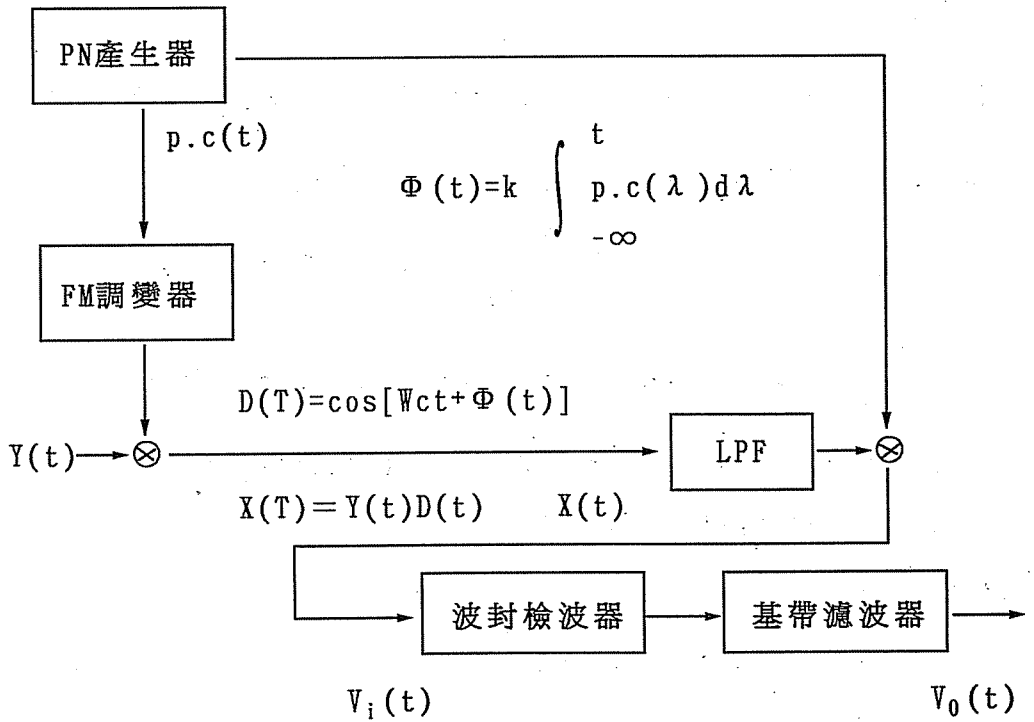 PN產生器
p.c(t)
t
Φ(t)=k ∫ p.c(λ)dλ
-∞
FM調變器
D(T)=cos[Wct+Φ(t)]
Y(t)
LPF
X(T)=Y(t)D(t) X(t)
波封檢波器
基帶濾波器
Vᵢ(t)
V₀(t)